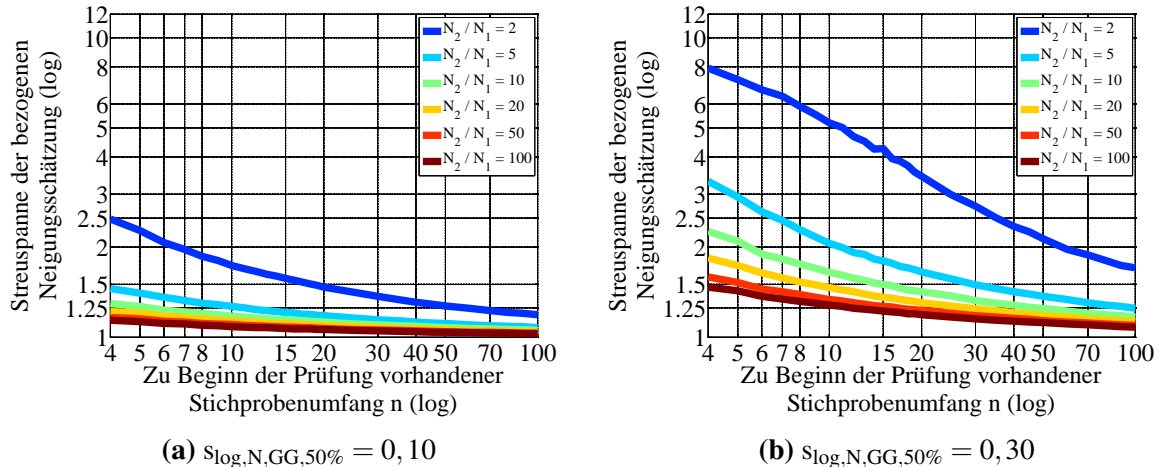 Streuspanne der bezogenen
Neigungsschätzung (log)
12
10
8
6
5
4
3
2.5
2
1.5
1.25
1
4 5 6 7 8 10 15 20 30 40 50 70 100
N2 / N1 = 2
N2 / N1 = 5
N2 / N1 = 10
N2 / N1 = 20
N2 / N1 = 50
N2 / N1 = 100
Zu Beginn der Prüfung vorhandener
Stichprobenumfang n (log)
(a) slog,N,GG,50% = 0, 10
Streuspanne der bezogenen
Neigungsschätzung (log)
12
10
8
6
5
4
3
2.5
2
1.5
1.25
1
4 5 6 7 8 10 15 20 30 40 50 70 100
N2 / N1 = 2
N2 / N1 = 5
N2 / N1 = 10
N2 / N1 = 20
N2 / N1 = 50
N2 / N1 = 100
Zu Beginn der Prüfung vorhandener
Stichprobenumfang n (log)
(b) slog,N,GG,50% = 0, 30